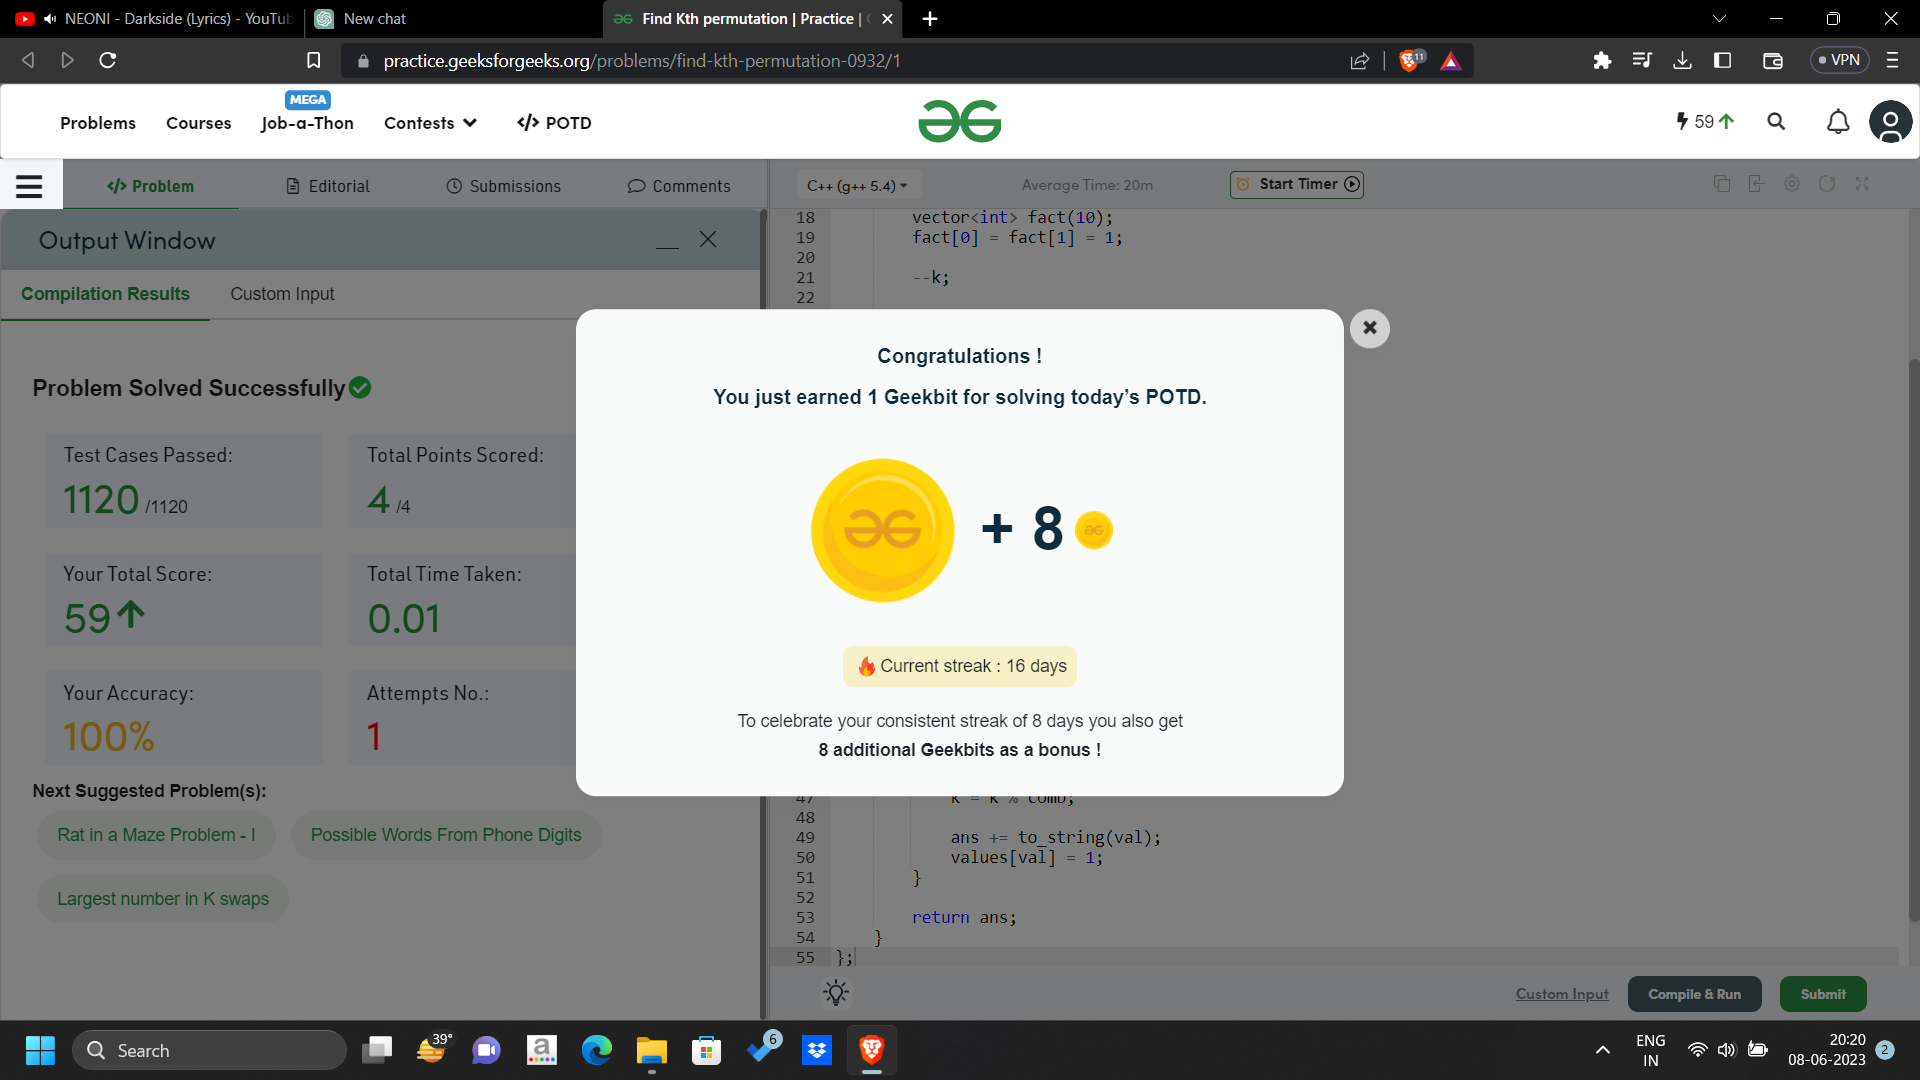 NEONI - Darkside (Lyrics) - YouTub
New chat
Find Kth permutation | Practice |
practice.geeksforgeeks.org/problems/find-kth-permutation-0932/1
11
VPN
Problems
Courses
MEGA
Job-a-Thon
Contests
</> POTD
59
</> Problem
Editorial
Submissions
Comments
C++ (g++ 5.4)
Average Time: 20m
Start Timer
Output Window
Compilation Results
Custom Input
Problem Solved Successfully
Test Cases Passed:
1120 /1120
Total Points Scored:
4 /4
Your Total Score:
59
Total Time Taken:
0.01
Your Accuracy:
100%
Attempts No.:
1
Next Suggested Problem(s):
Rat in a Maze Problem - I
Possible Words From Phone Digits
Largest number in K swaps
18 vector<int> fact(10);
19 fact[0] = fact[1] = 1;
20
21 --k;
22
Congratulations !
You just earned 1 Geekbit for solving today's POTD.
+ 8
Current streak : 16 days
To celebrate your consistent streak of 8 days you also get
8 additional Geekbits as a bonus !
47 k = k % comb;
48
49 ans += to_string(val);
50 values[val] = 1;
51 }
52
53 return ans;
54 }
55 };
Custom Input
Compile & Run
Submit
Search
39°
6
ENG
IN
20:20
08-06-2023
2